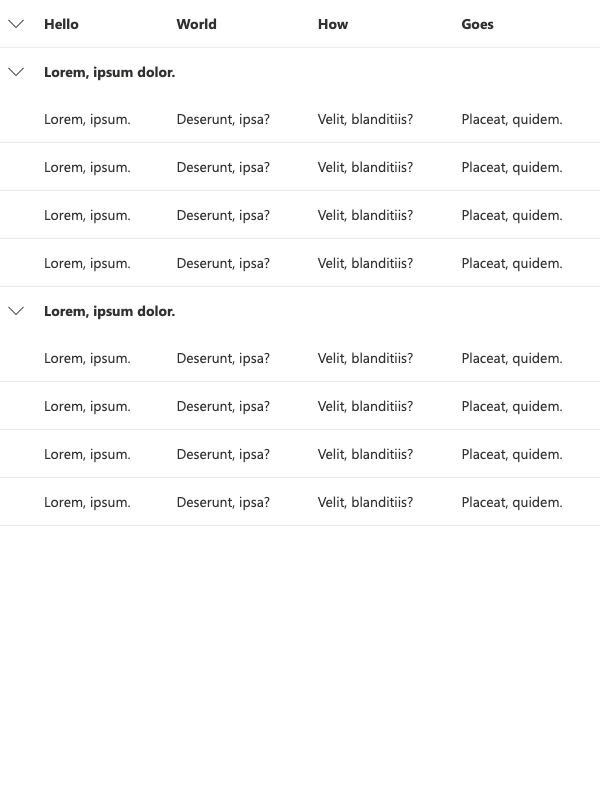 Hello World How Goes
Lorem, ipsum dolor.
Lorem, ipsum. Deserunt, ipsa? Velit, blanditiis? Placeat, quidem.
Lorem, ipsum. Deserunt, ipsa? Velit, blanditiis? Placeat, quidem.
Lorem, ipsum. Deserunt, ipsa? Velit, blanditiis? Placeat, quidem.
Lorem, ipsum. Deserunt, ipsa? Velit, blanditiis? Placeat, quidem.
Lorem, ipsum dolor.
Lorem, ipsum. Deserunt, ipsa? Velit, blanditiis? Placeat, quidem.
Lorem, ipsum. Deserunt, ipsa? Velit, blanditiis? Placeat, quidem.
Lorem, ipsum. Deserunt, ipsa? Velit, blanditiis? Placeat, quidem.
Lorem, ipsum. Deserunt, ipsa? Velit, blanditiis? Placeat, quidem.